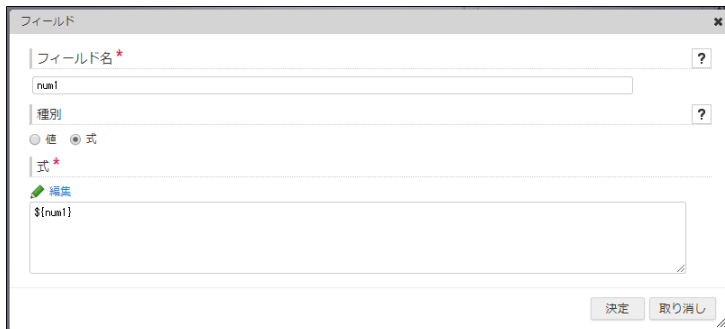 フィールド
フィールド名*
?
num1
種別
?
値 式
式*
編集
${num1}
決定 取り消し